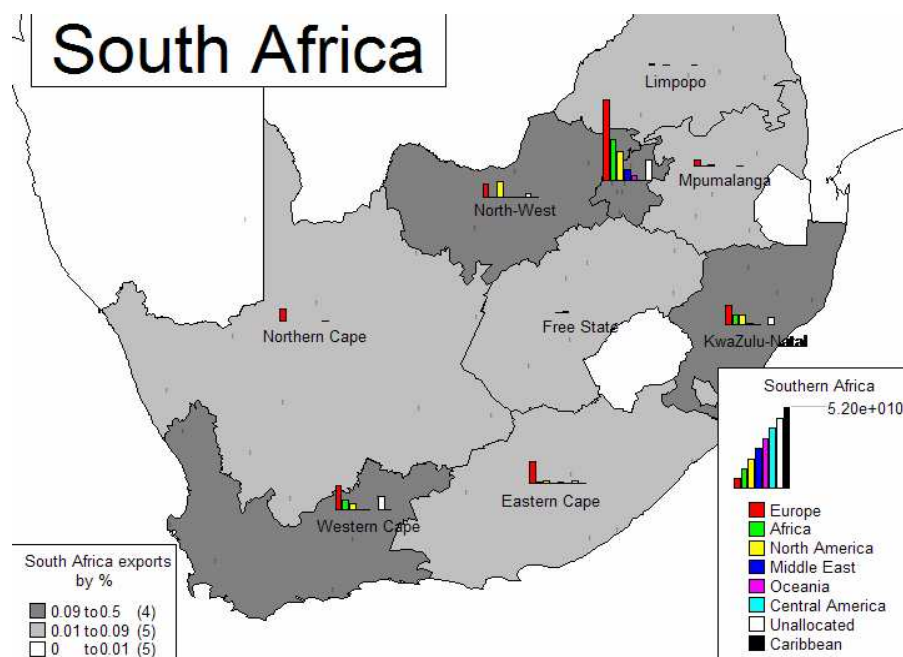 South Africa
Limpopo
Mpumalanga
North-West
Northern Cape
Free State
KwaZulu-Natal
Eastern Cape
Western Cape
Southern Africa
5.20e+010
Europe
Africa
North America
Middle East
Oceania
Central America
Unallocated
Caribbean
South Africa exports
by %
0.09 to 0.5 (4)
0.01 to 0.09 (5)
0 to 0.01 (5)